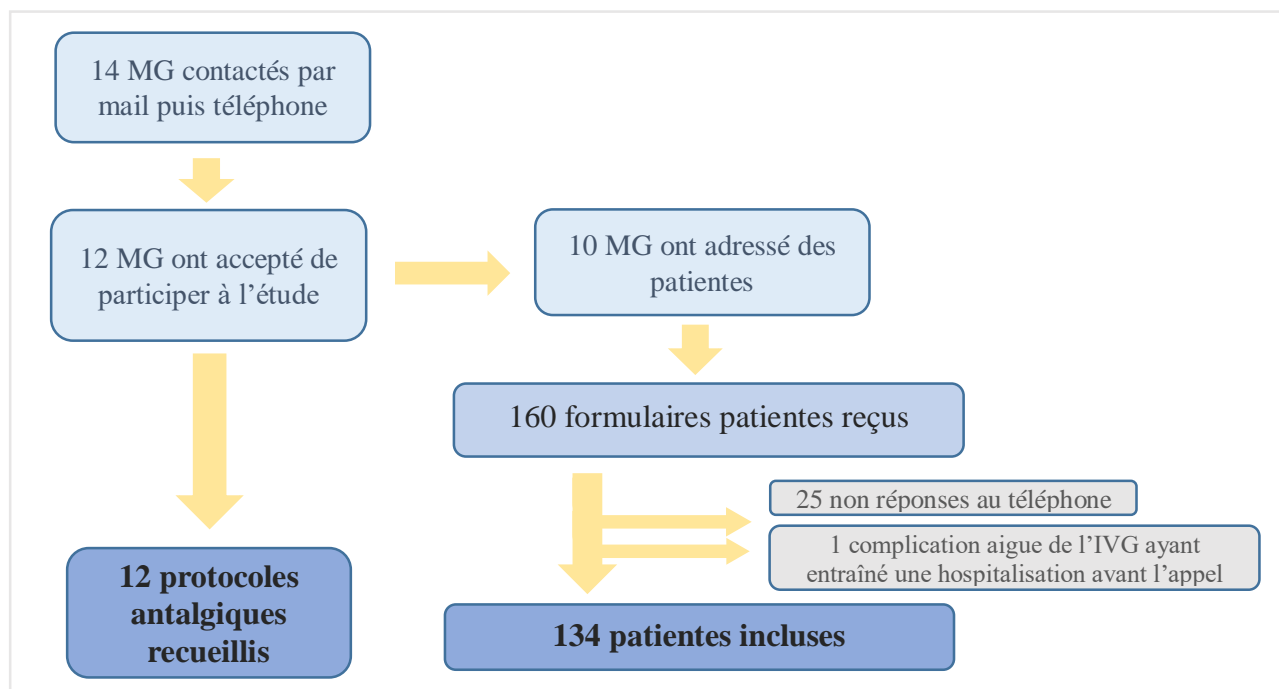 14 MG contactés par
mail puis téléphone
12 MG ont accepté de
participer à l’étude
10 MG ont adressé des
patientes
160 formulaires patientes reçus
25 non réponses au téléphone
1 complication aigue de l’IVG ayant
entraîné une hospitalisation avant l’appel
12 protocoles
antalgiques
recueillis
134 patientes incluses